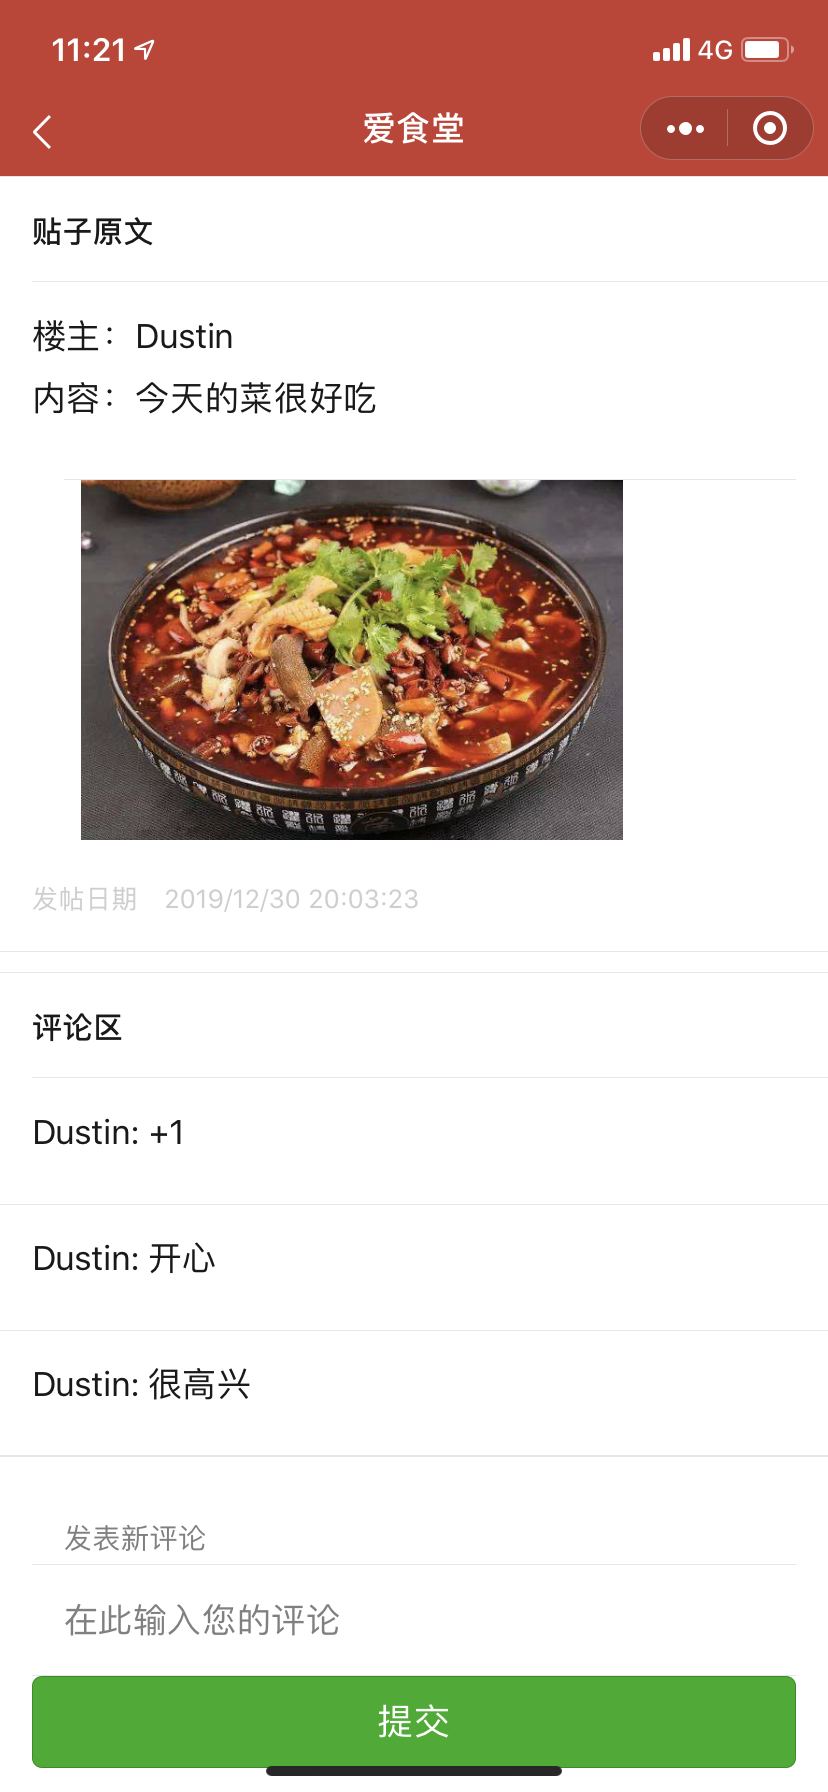 11:21
4G
爱食堂
贴子原文
楼主：Dustin
内容：今天的菜很好吃
发帖日期 2019/12/30 20:03:23
评论区
Dustin: +1
Dustin: 开心
Dustin: 很高兴
发表新评论
在此输入您的评论
提交